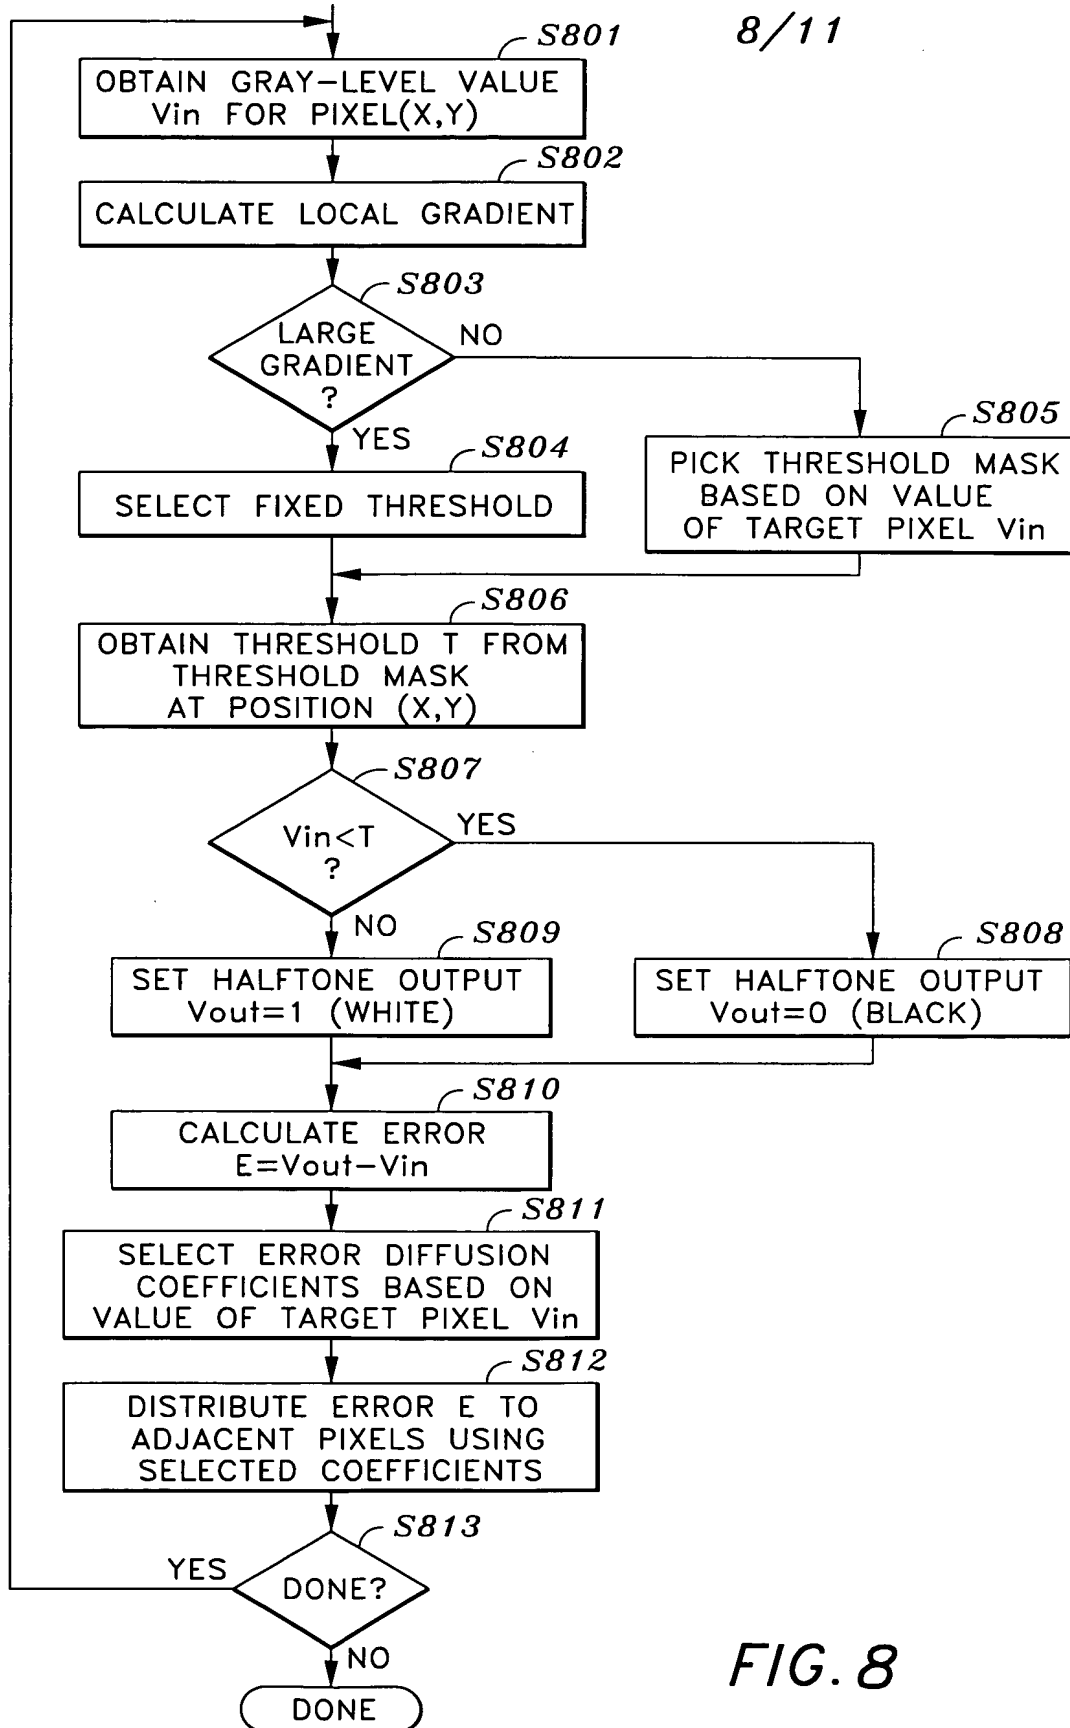 8/11
S801
OBTAIN GRAY-LEVEL VALUE
Vin FOR PIXEL(X,Y)
S802
CALCULATE LOCAL GRADIENT
S803
LARGE
GRADIENT
?
NO
YES
S804
SELECT FIXED THRESHOLD
S805
PICK THRESHOLD MASK
BASED ON VALUE
OF TARGET PIXEL Vin
S806
OBTAIN THRESHOLD T FROM
THRESHOLD MASK
AT POSITION (X,Y)
S807
Vin<T
?
YES
NO
S809
SET HALFTONE OUTPUT
Vout=1 (WHITE)
S808
SET HALFTONE OUTPUT
Vout=0 (BLACK)
S810
CALCULATE ERROR
E=Vout-Vin
S811
SELECT ERROR DIFFUSION
COEFFICIENTS BASED ON
VALUE OF TARGET PIXEL Vin
S812
DISTRIBUTE ERROR E TO
ADJACENT PIXELS USING
SELECTED COEFFICIENTS
S813
YES
DONE?
NO
DONE
FIG. 8